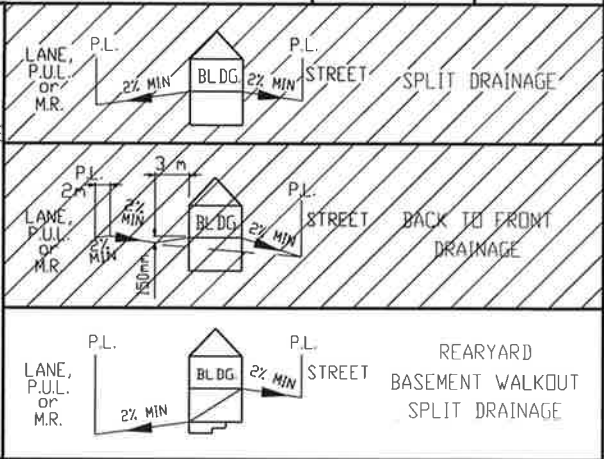 P.L.
P.L.
LANE,
P.U.L.
or
M.R.
2% MIN
BLDG
2% MIN
STREET
SPLIT DRAINAGE
3 m
P.L.
2m
P.L.
LANE,
P.U.L.
or
M.R.
2%
MIN
2%
MIN
150mm
BLDG
2% MIN
STREET
BACK TO FRONT
DRAINAGE
P.L.
P.L.
LANE,
P.U.L.
or
M.R.
2% MIN
BLDG
2% MIN
STREET
REARYARD
BASEMENT WALKOUT
SPLIT DRAINAGE